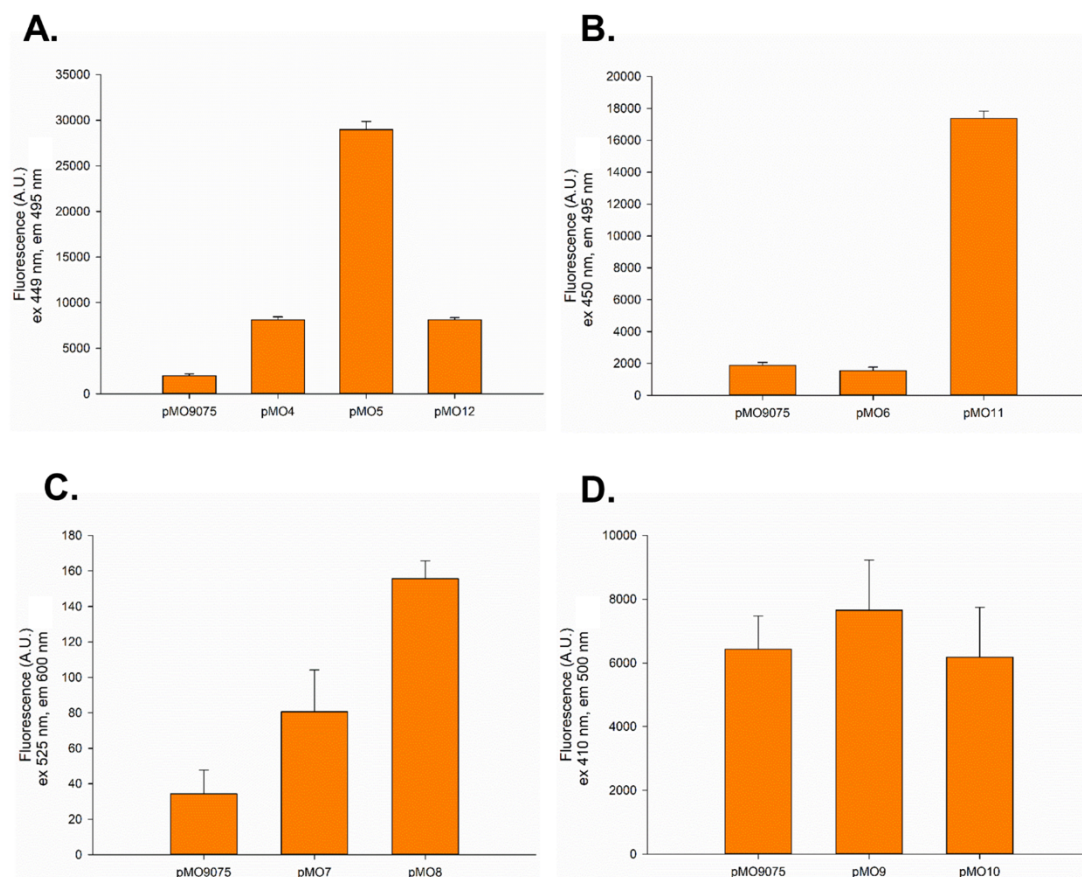 A.
Fluorescence (A.U.)
ex 449 nm, em 495 nm
35000
30000
25000
20000
15000
10000
5000
0
pMO9075 pMO4 pMO5 pMO12
B.
Fluorescence (A.U.)
ex 450 nm, em 495 nm
20000
18000
16000
14000
12000
10000
8000
6000
4000
2000
0
pMO9075 pMO6 pMO11
C.
Fluorescence (A.U.)
ex 525 nm, em 600 nm
180
160
140
120
100
80
60
40
20
0
pMO9075 pMO7 pMO8
D.
Fluorescence (A.U.)
ex 410 nm, em 500 nm
10000
8000
6000
4000
2000
0
pMO9075 pMO9 pMO10